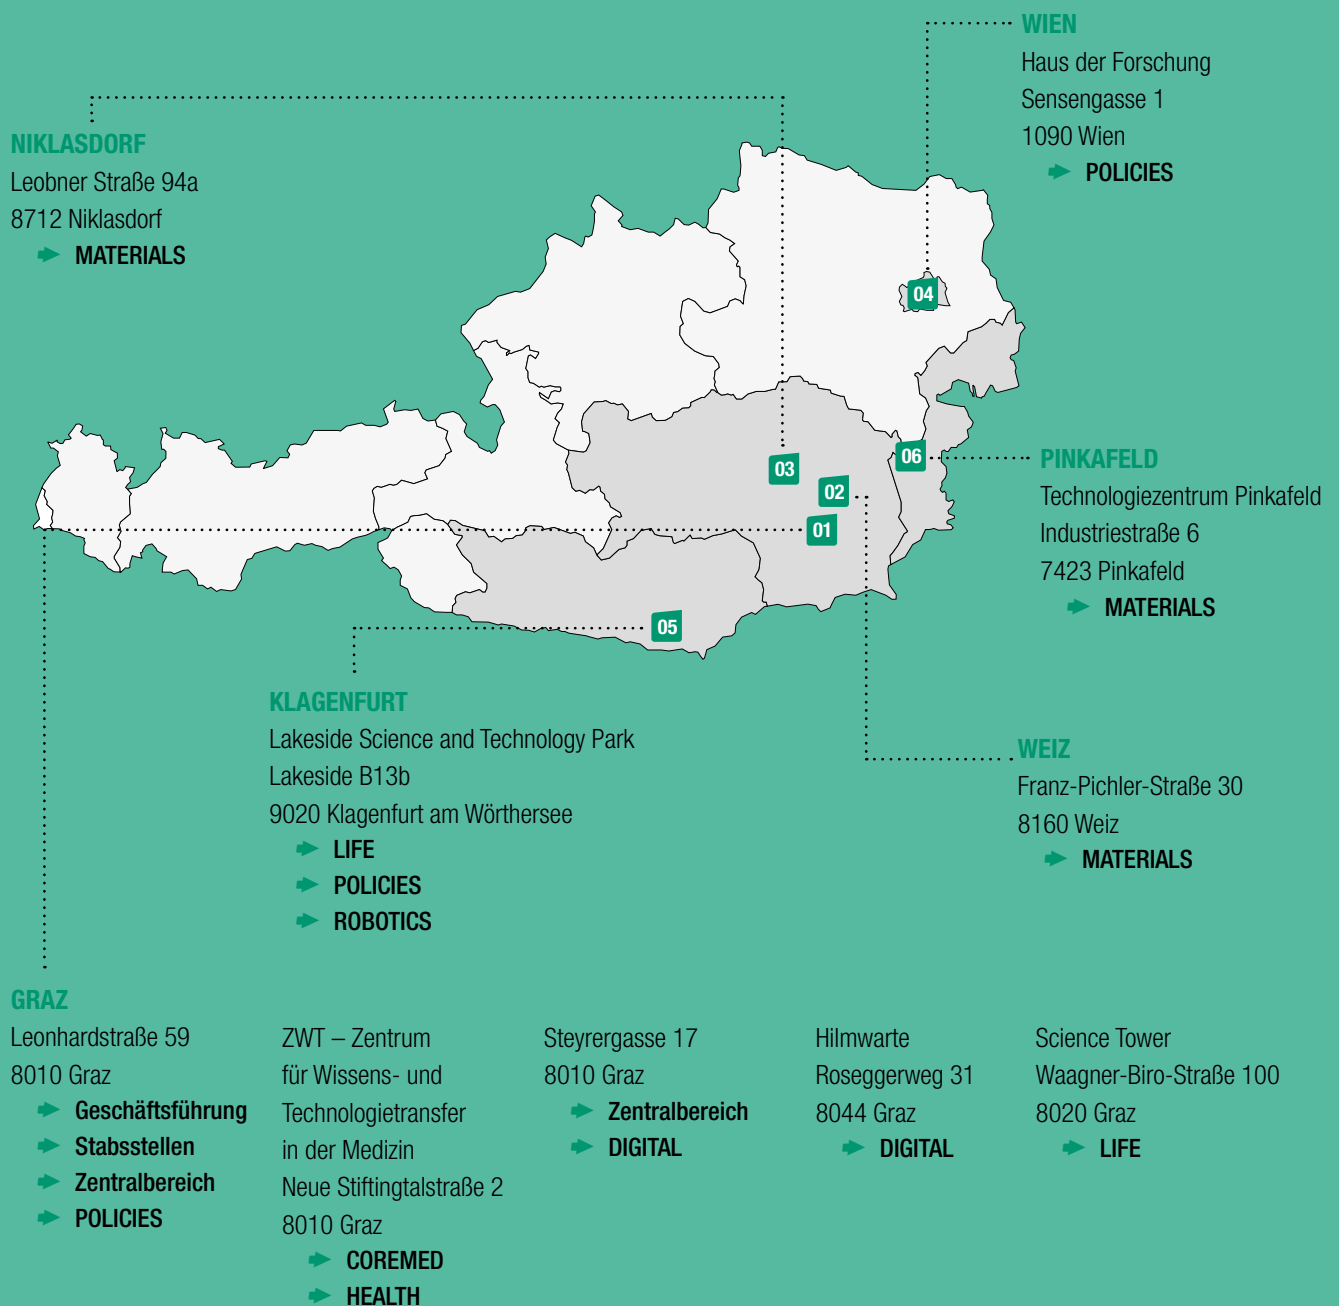 WIEN
Haus der Forschung
Sensengasse 1
1090 Wien
POLICIES
NIKLASDORF
Leobner Straße 94a
8712 Niklasdorf
MATERIALS
04
03
02
01
06
05
PINKAFELD
Technologiezentrum Pinkafeld
Industriestraße 6
7423 Pinkafeld
MATERIALS
KLAGENFURT
Lakeside Science and Technology Park
Lakeside B13b
9020 Klagenfurt am Wörthersee
LIFE
POLICIES
ROBOTICS
WEIZ
Franz-Pichler-Straße 30
8160 Weiz
MATERIALS
GRAZ
Leonhardstraße 59
8010 Graz
Geschäftsführung
Stabsstellen
Zentralbereich
POLICIES
ZWT – Zentrum
für Wissens- und
Technologietransfer
in der Medizin
Neue Stiftingtalstraße 2
8010 Graz
COREMED
HEALTH
Steyrergasse 17
8010 Graz
Zentralbereich
DIGITAL
Hilmwarte
Roseggerweg 31
8044 Graz
DIGITAL
Science Tower
Waagner-Biro-Straße 100
8020 Graz
LIFE